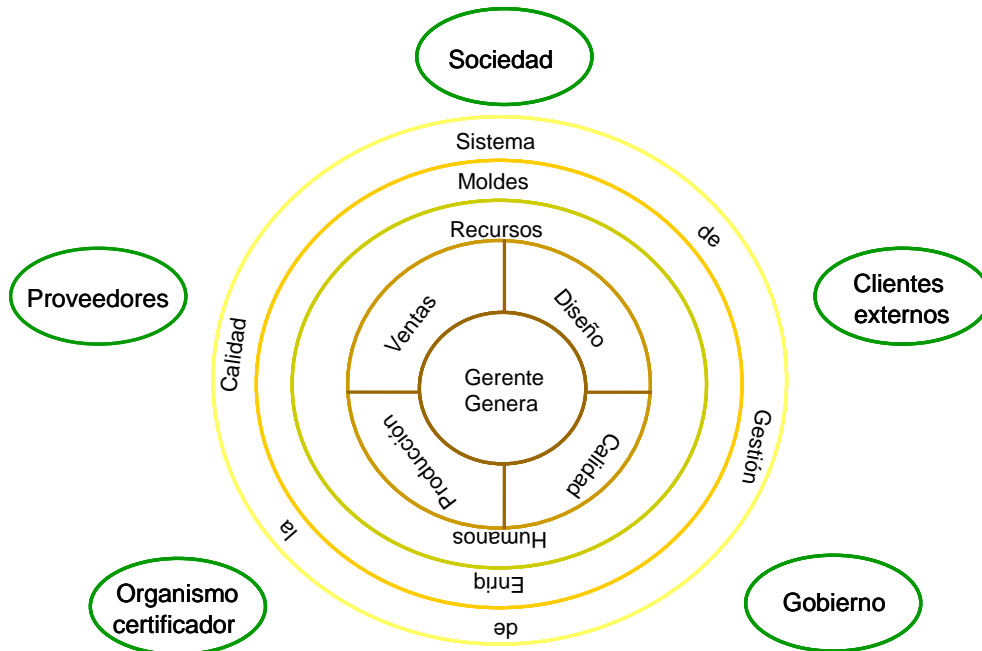 Sociedad
Sistema
de
Gestión
de
la
Calidad
Moldes
Enriq
Recursos
Humanos
Ventas
Diseño
Producción
Calidad
Gerente
Genera
Proveedores
Clientes
externos
Organismo
certificador
Gobierno